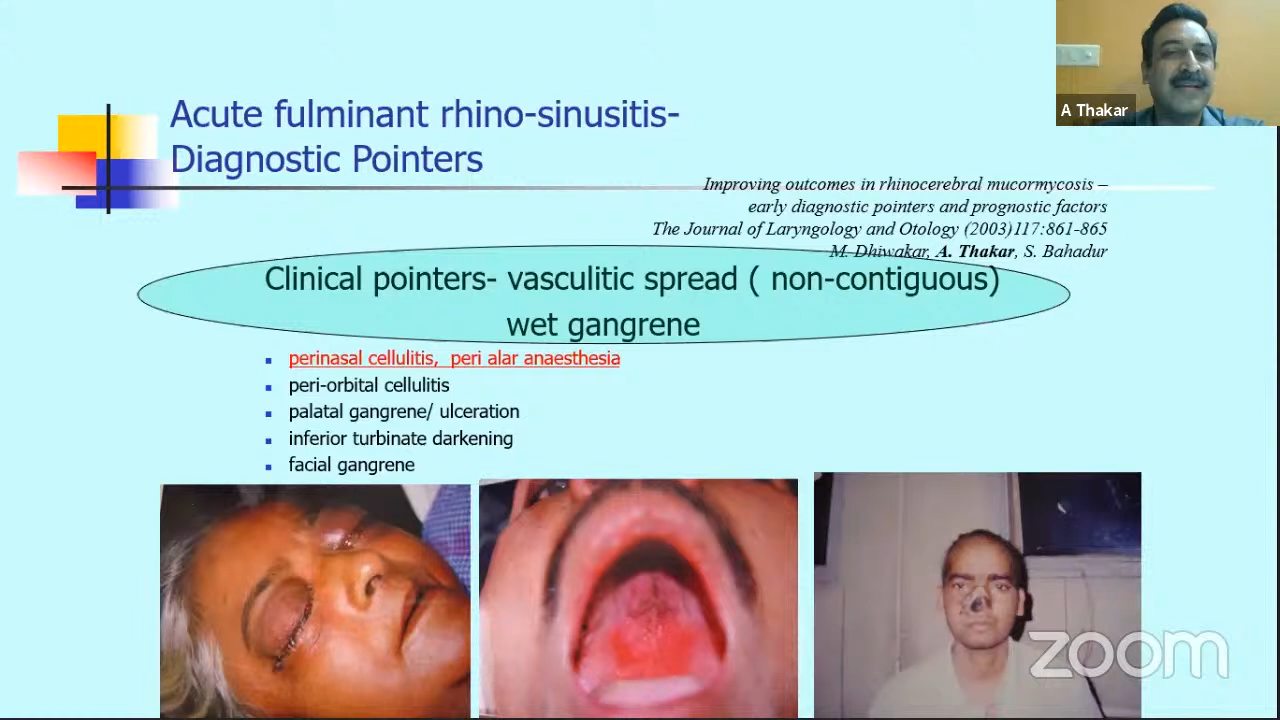 A Thakar
Acute fulminant rhino-sinusitis-
Diagnostic Pointers
Improving outcomes in rhinocerebral mucormycosis –
early diagnostic pointers and prognostic factors
The Journal of Laryngology and Otology (2003)117:861-865
M. Dhiwakar, A. Thakar, S. Bahadur
Clinical pointers- vasculitic spread ( non-contiguous)
wet gangrene
perinasal cellulitis, peri alar anaesthesia
peri-orbital cellulitis
palatal gangrene/ ulceration
inferior turbinate darkening
facial gangrene
zoom